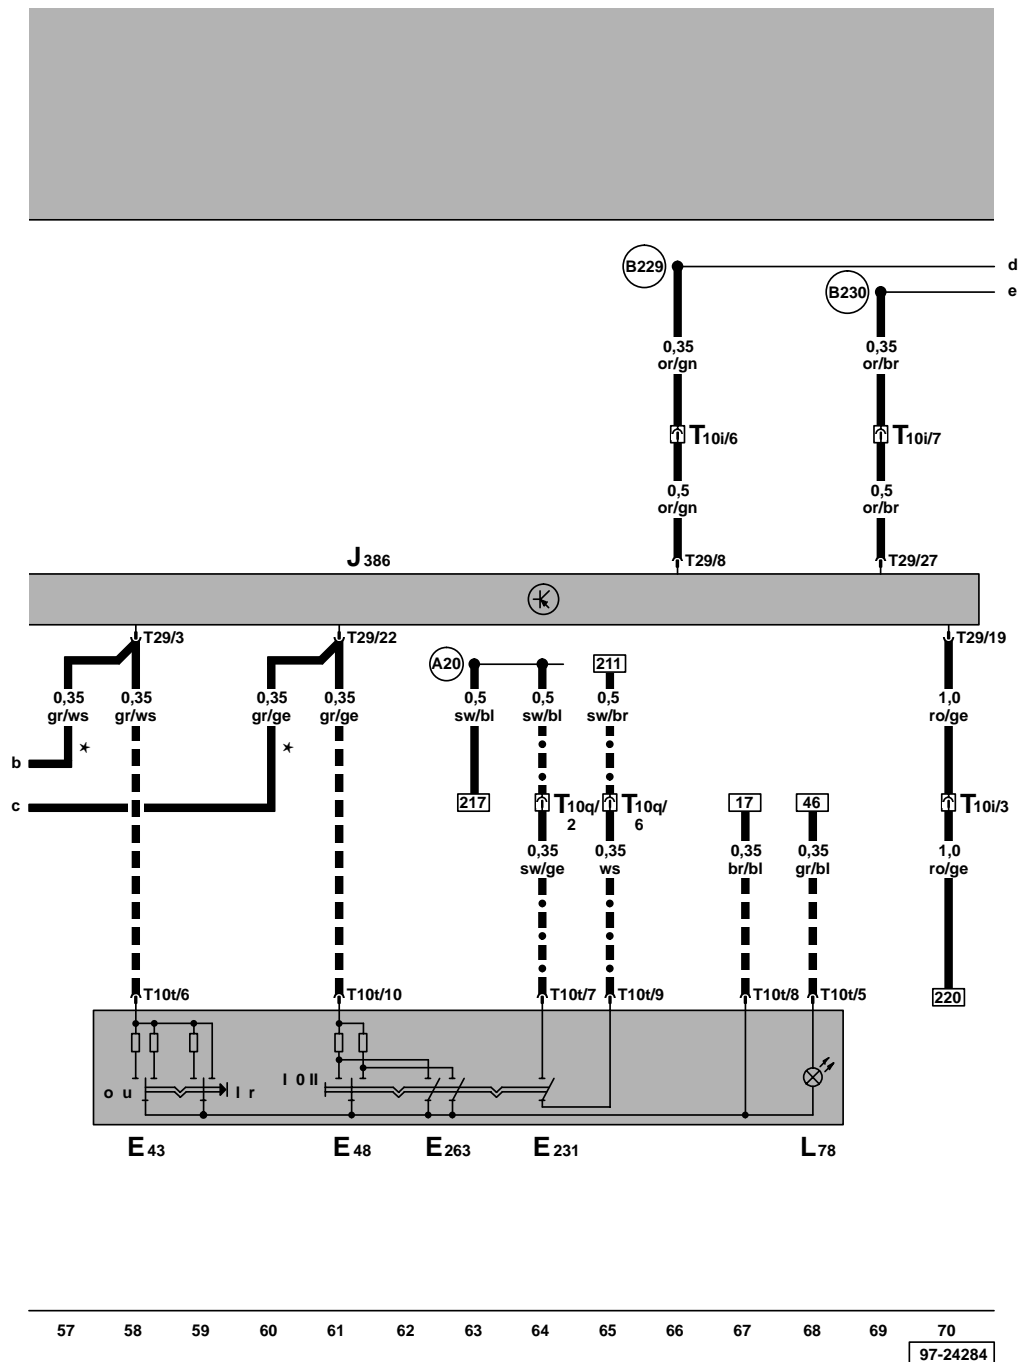 B229
d
B230
e
0,35
or/gn
0,35
or/br
T10i/6
T10i/7
0,5
or/gn
0,5
or/br
J386
T29/8
T29/27
T29/3
T29/22
T29/19
A20
211
0,35
gr/ws
0,35
gr/ws
0,35
gr/ge
0,35
gr/ge
0,5
sw/bl
0,5
sw/bl
0,5
sw/br
1,0
ro/ge
*
*
b
c
217
T10q/
2
T10q/
6
17
46
T10i/3
0,35
sw/ge
0,35
ws
0,35
br/bl
0,35
gr/bl
1,0
ro/ge
T10t/6
T10t/10
T10t/7
T10t/9
T10t/8
T10t/5
220
o u
l r
I 0 II
E43
E48
E263
E231
L78
57 58 59 60 61 62 63 64 65 66 67 68 69 70
97-24284